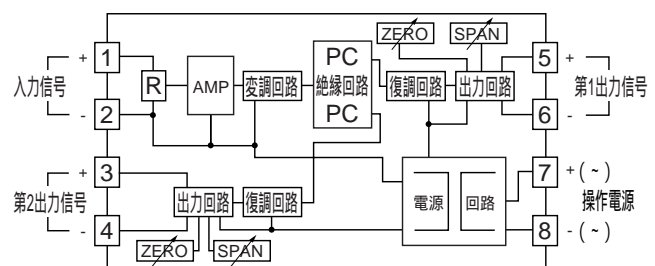 ZERO SPAN
1 PC 5
+ +
入力信号 R AMP 変調回路 絶縁回路 復調回路 出力回路 第1出力信号
2 PC 6
- -
3 7
+ +(~)
第2出力信号 出力回路 復調回路 電源 回路 操作電源
4 8
- -(~)
ZERO SPAN